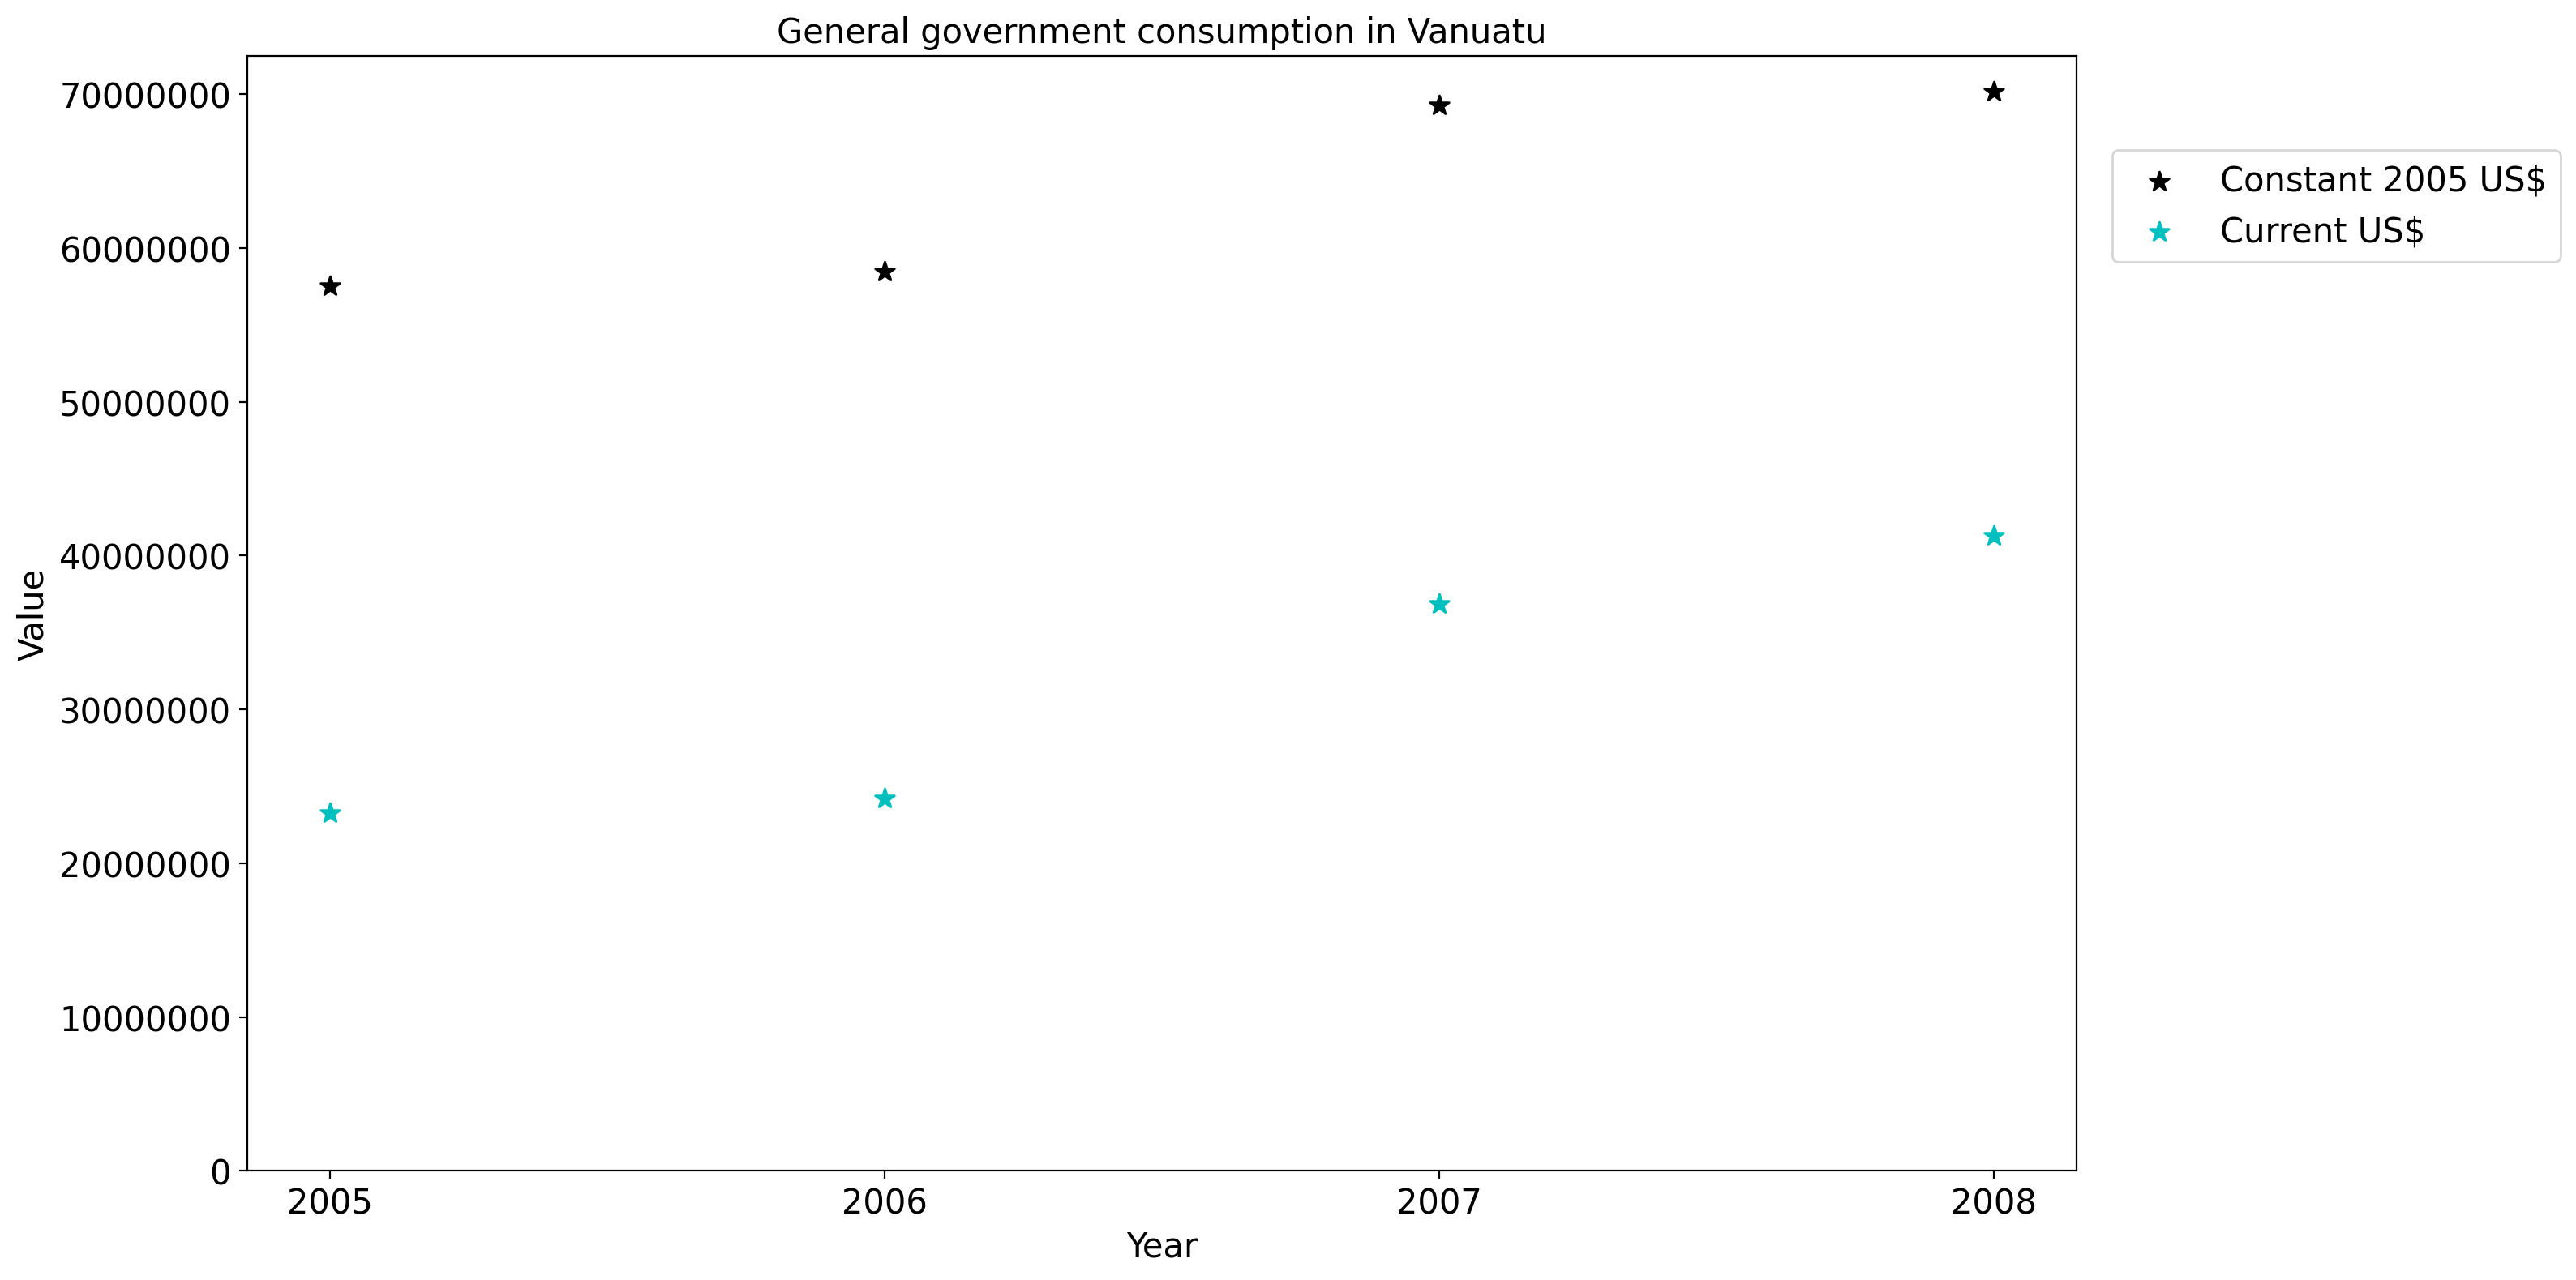 General government consumption in Vanuatu
70000000
60000000
50000000
40000000
30000000
20000000
10000000
0
Value
2005 2006 2007 2008
Year
Constant 2005 US$
Current US$